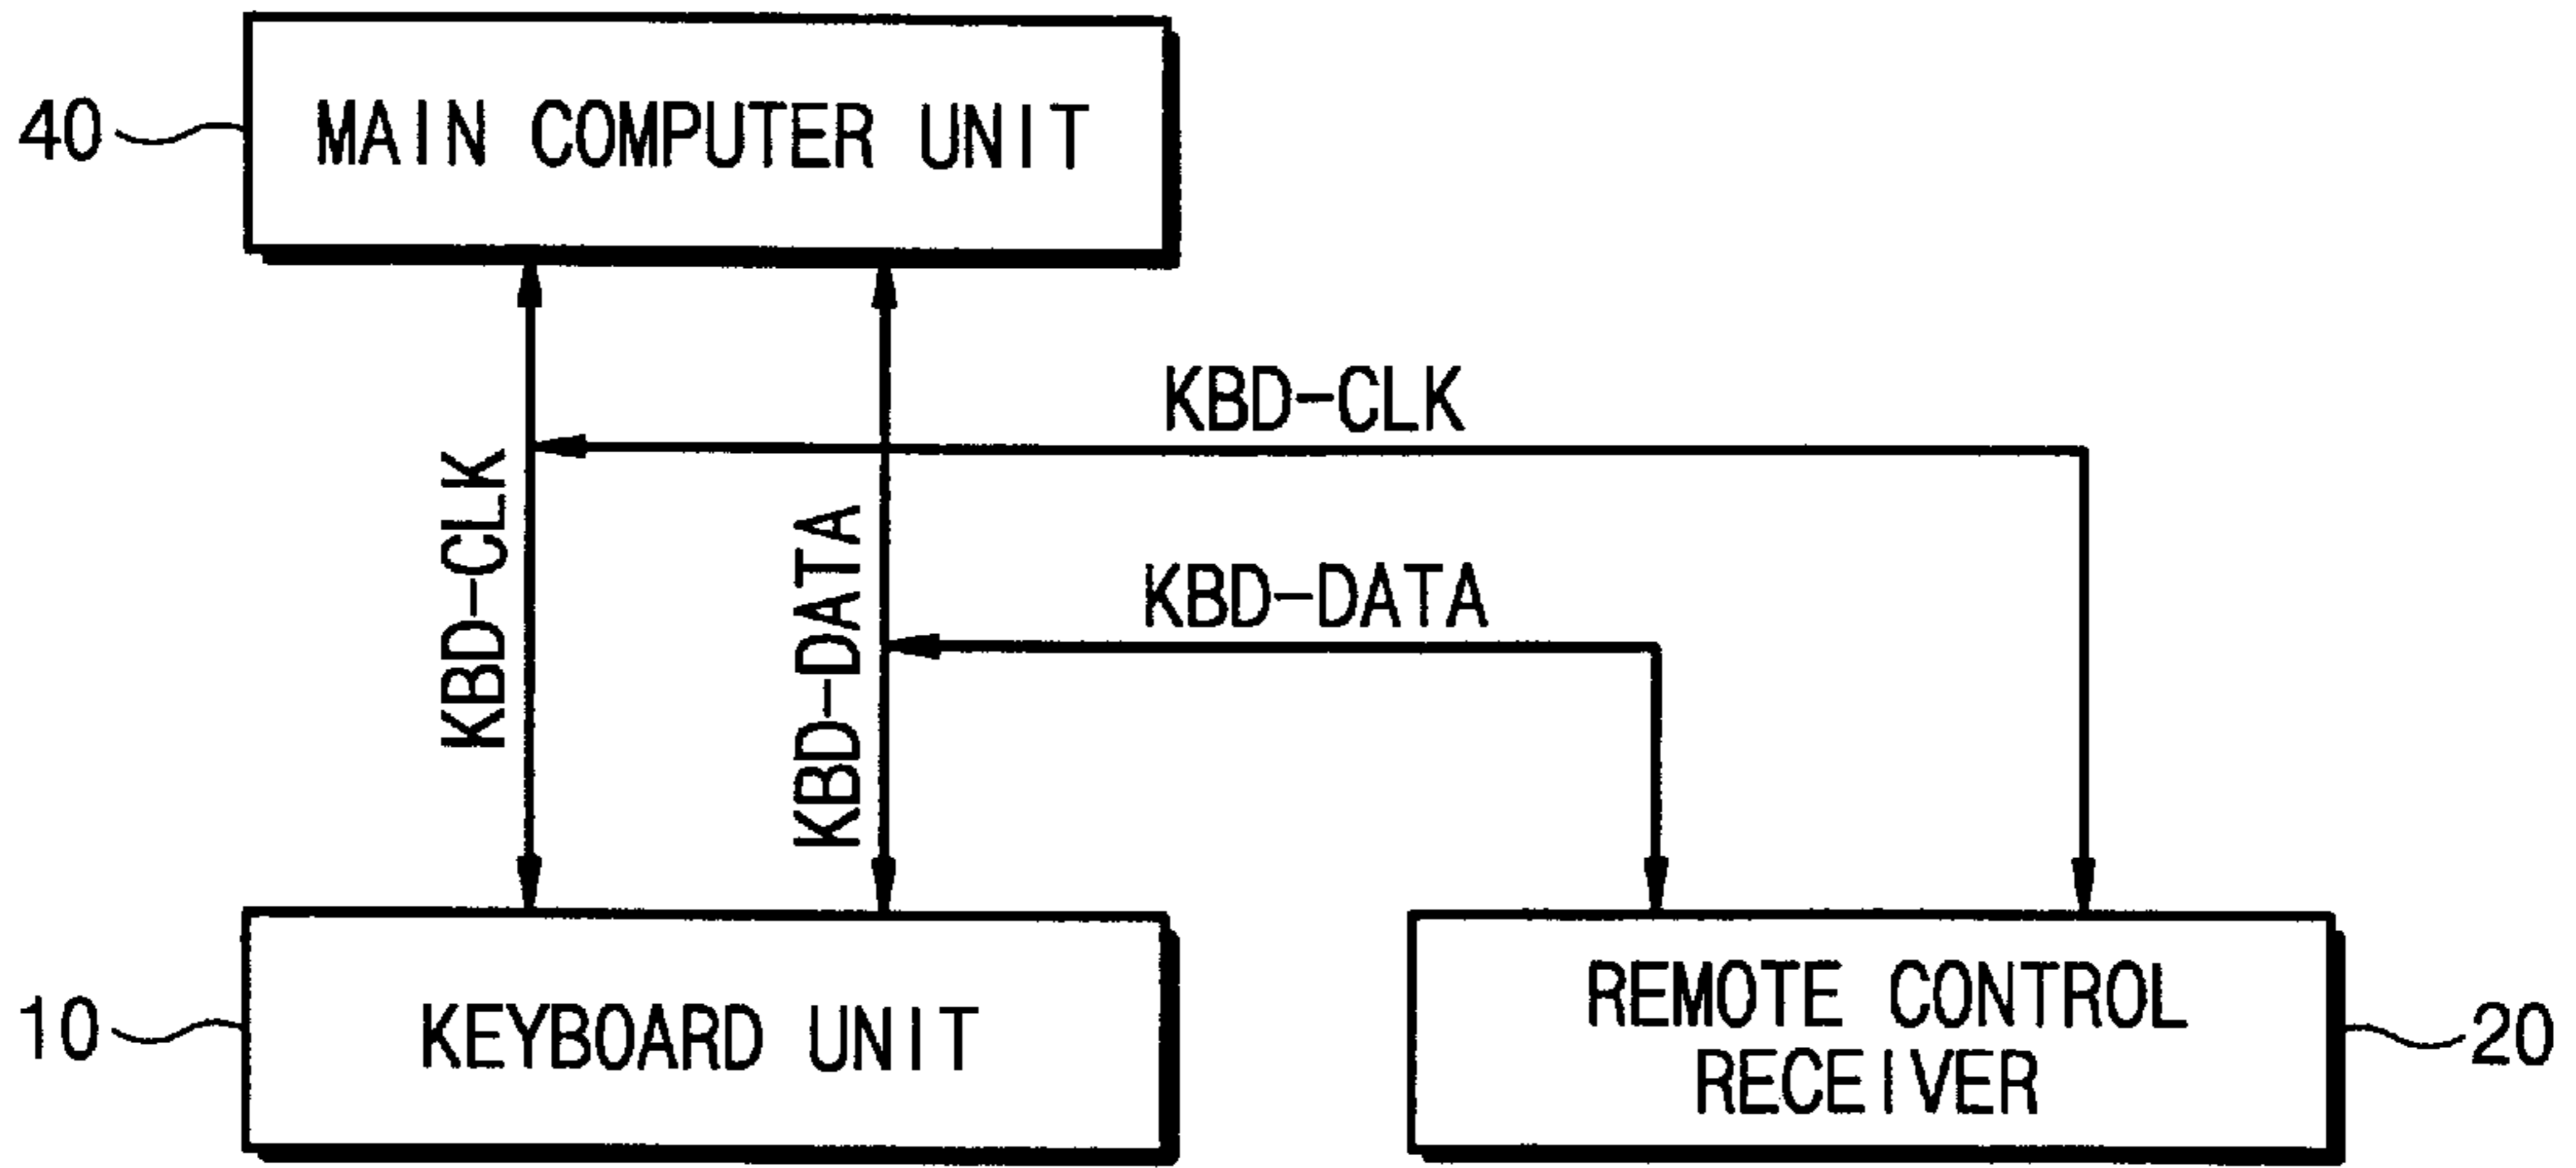 40
MAIN COMPUTER UNIT
KBD-CLK
KBD-CLK
KBD-DATA
KBD-DATA
10
KEYBOARD UNIT
REMOTE CONTROL
RECEIVER
20